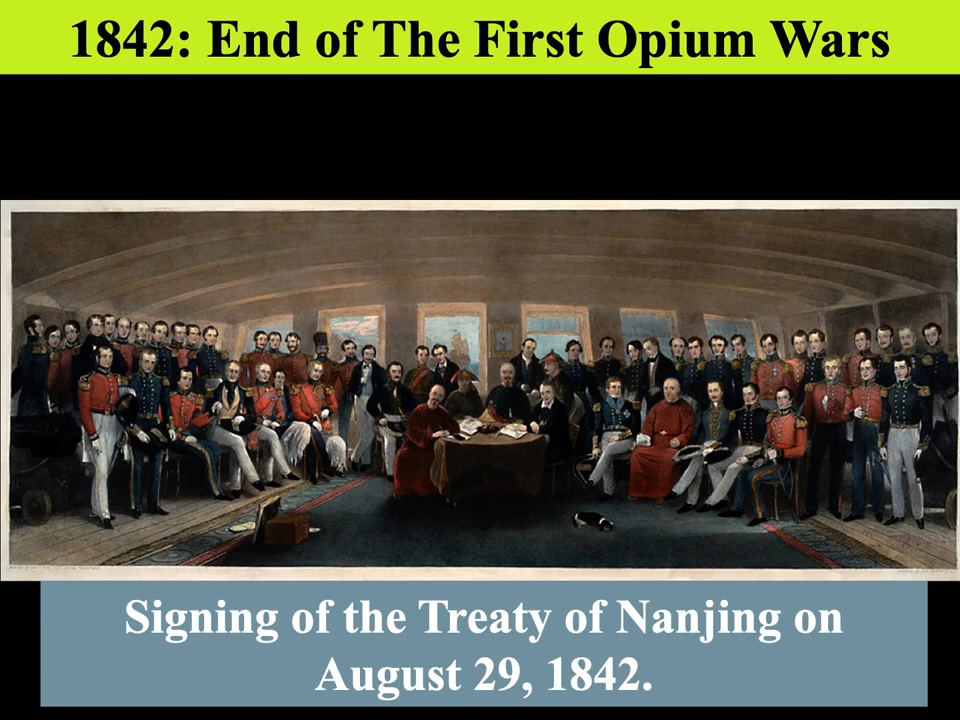 1842: End of The First Opium Wars
Signing of the Treaty of Nanjing on
August 29, 1842.